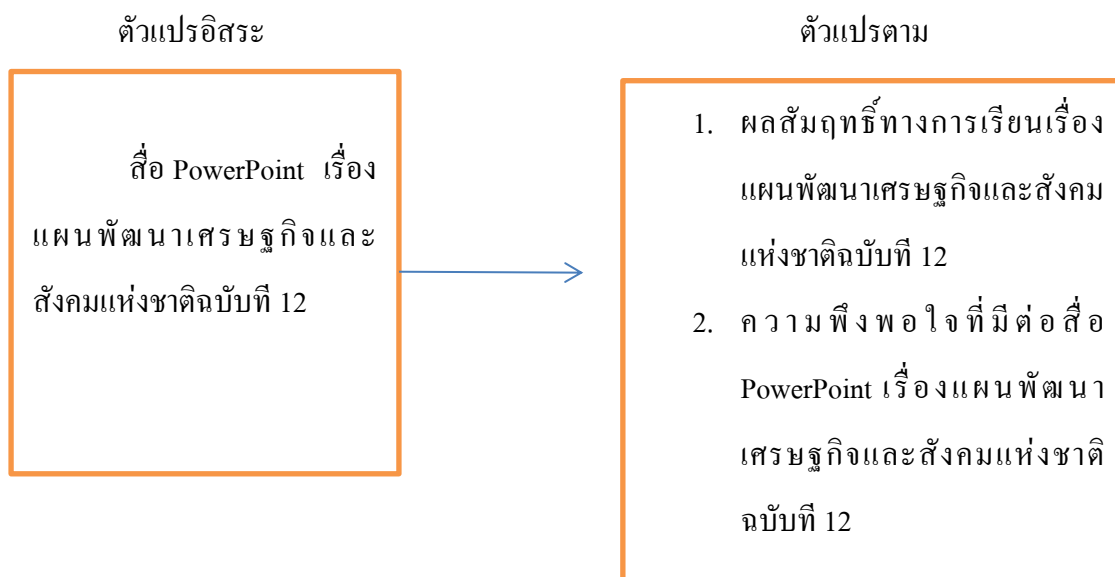 ตัวแปรอิสระ
ตัวแปรตาม
สื่อ PowerPoint เรื่อง
แผนพัฒนาเศรษฐกิจและ
สังคมแห่งชาติฉบับที 12
1. ผลสัมฤทธิ์ทางการเรียนเรื่อง
แผนพัฒนาเศรษฐกิจและสังคม
แห่งชาติฉบับที 12
2. ความพึงพอใจที่มีต่อสื่อ
PowerPoint เรื่องแผนพัฒนา
เศรษฐกิจและสังคมแห่งชาติ
ฉบับที 12